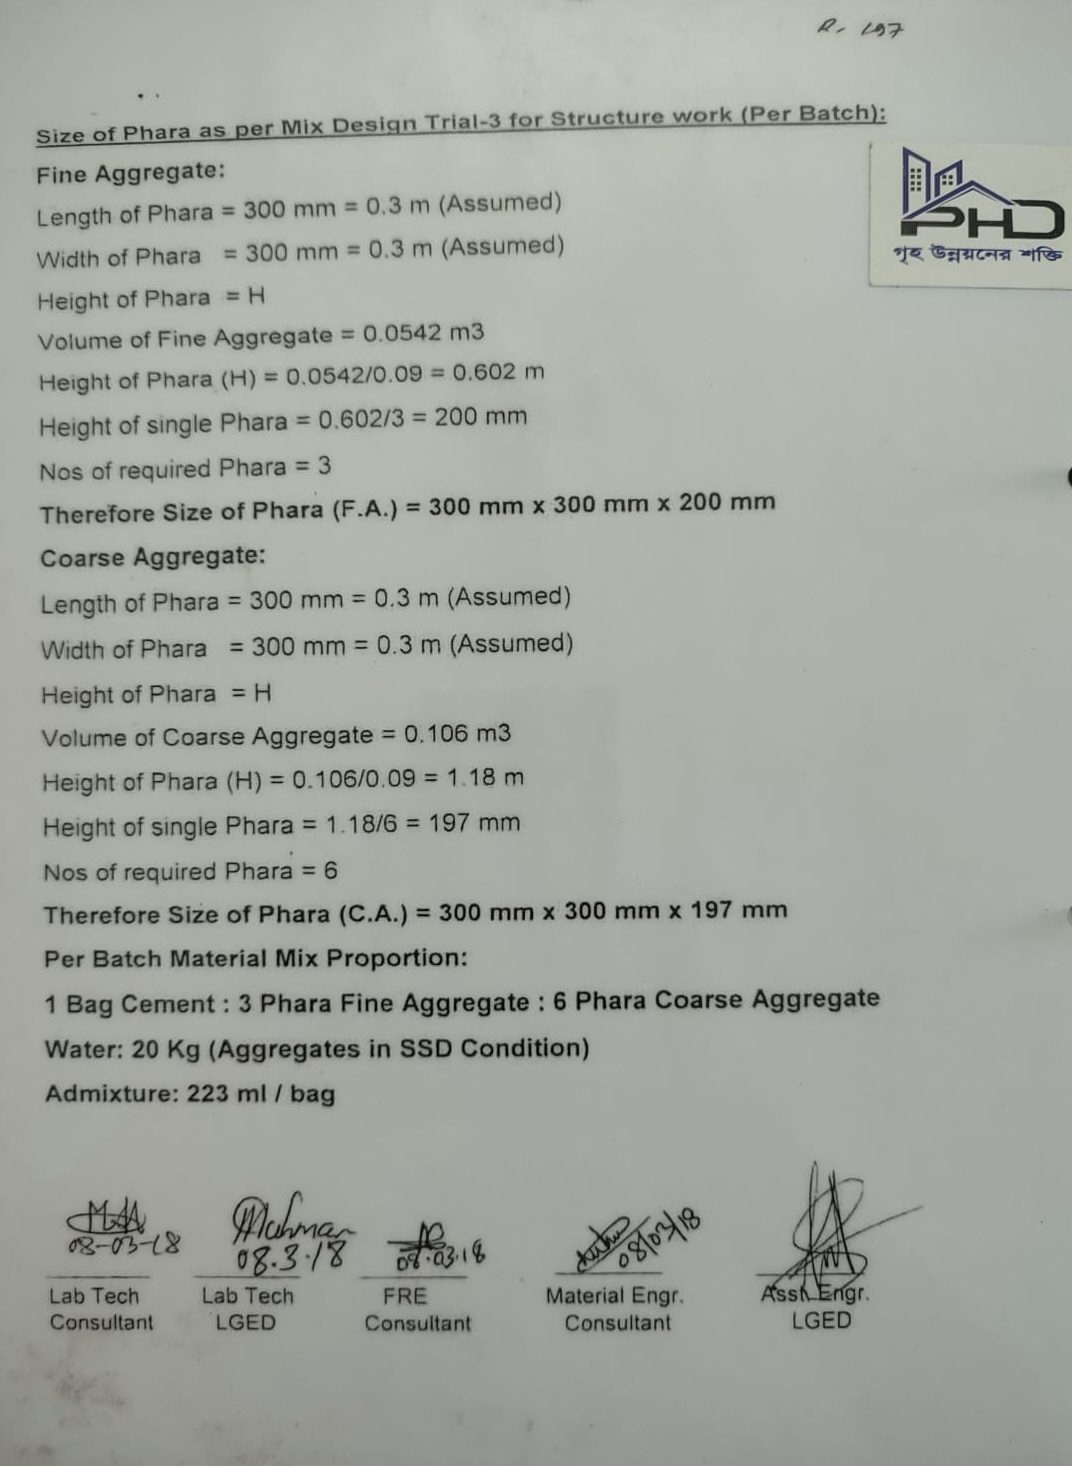 R- 197
Size of Phara as per Mix Design Trial-3 for Structure work (Per Batch):
Fine Aggregate:
PHD
Length of Phara = 300 mm = 0.3 m (Assumed)
Width of Phara = 300 mm = 0.3 m (Assumed)
গৃহ উন্নয়নের শক্তি
Height of Phara = H
Volume of Fine Aggregate = 0.0542 m3
Height of Phara (H) = 0.0542/0.09 = 0.602 m
Height of single Phara = 0.602/3 = 200 mm
Nos of required Phara = 3
Therefore Size of Phara (F.A.) = 300 mm x 300 mm x 200 mm
Coarse Aggregate:
Length of Phara = 300 mm = 0.3 m (Assumed)
Width of Phara = 300 mm = 0.3 m (Assumed)
Height of Phara = H
Volume of Coarse Aggregate = 0.106 m3
Height of Phara (H) = 0.106/0.09 = 1.18 m
Height of single Phara = 1.18/6 = 197 mm
Nos of required Phara = 6
Therefore Size of Phara (C.A.) = 300 mm x 300 mm x 197 mm
Per Batch Material Mix Proportion:
1 Bag Cement : 3 Phara Fine Aggregate : 6 Phara Coarse Aggregate
Water: 20 Kg (Aggregates in SSD Condition)
Admixture: 223 ml / bag
08-03-18 08.3.18 08.03.18 08/03/18
Lab Tech Lab Tech FRE Material Engr. Asst. Engr.
Consultant LGED Consultant Consultant LGED